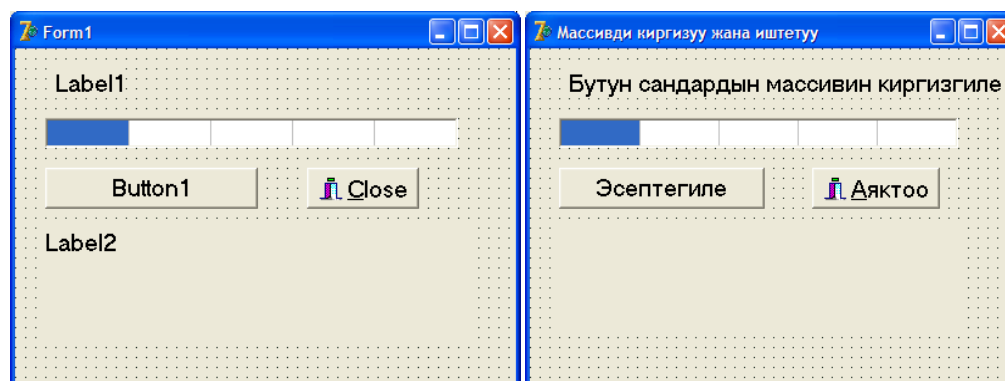 Form1
Label1
Button1
Close
Label2
Массивди киргизуу жана иштетуу
Бутун сандардын массивин киргизгиле
Эсептегиле
Аяктоо